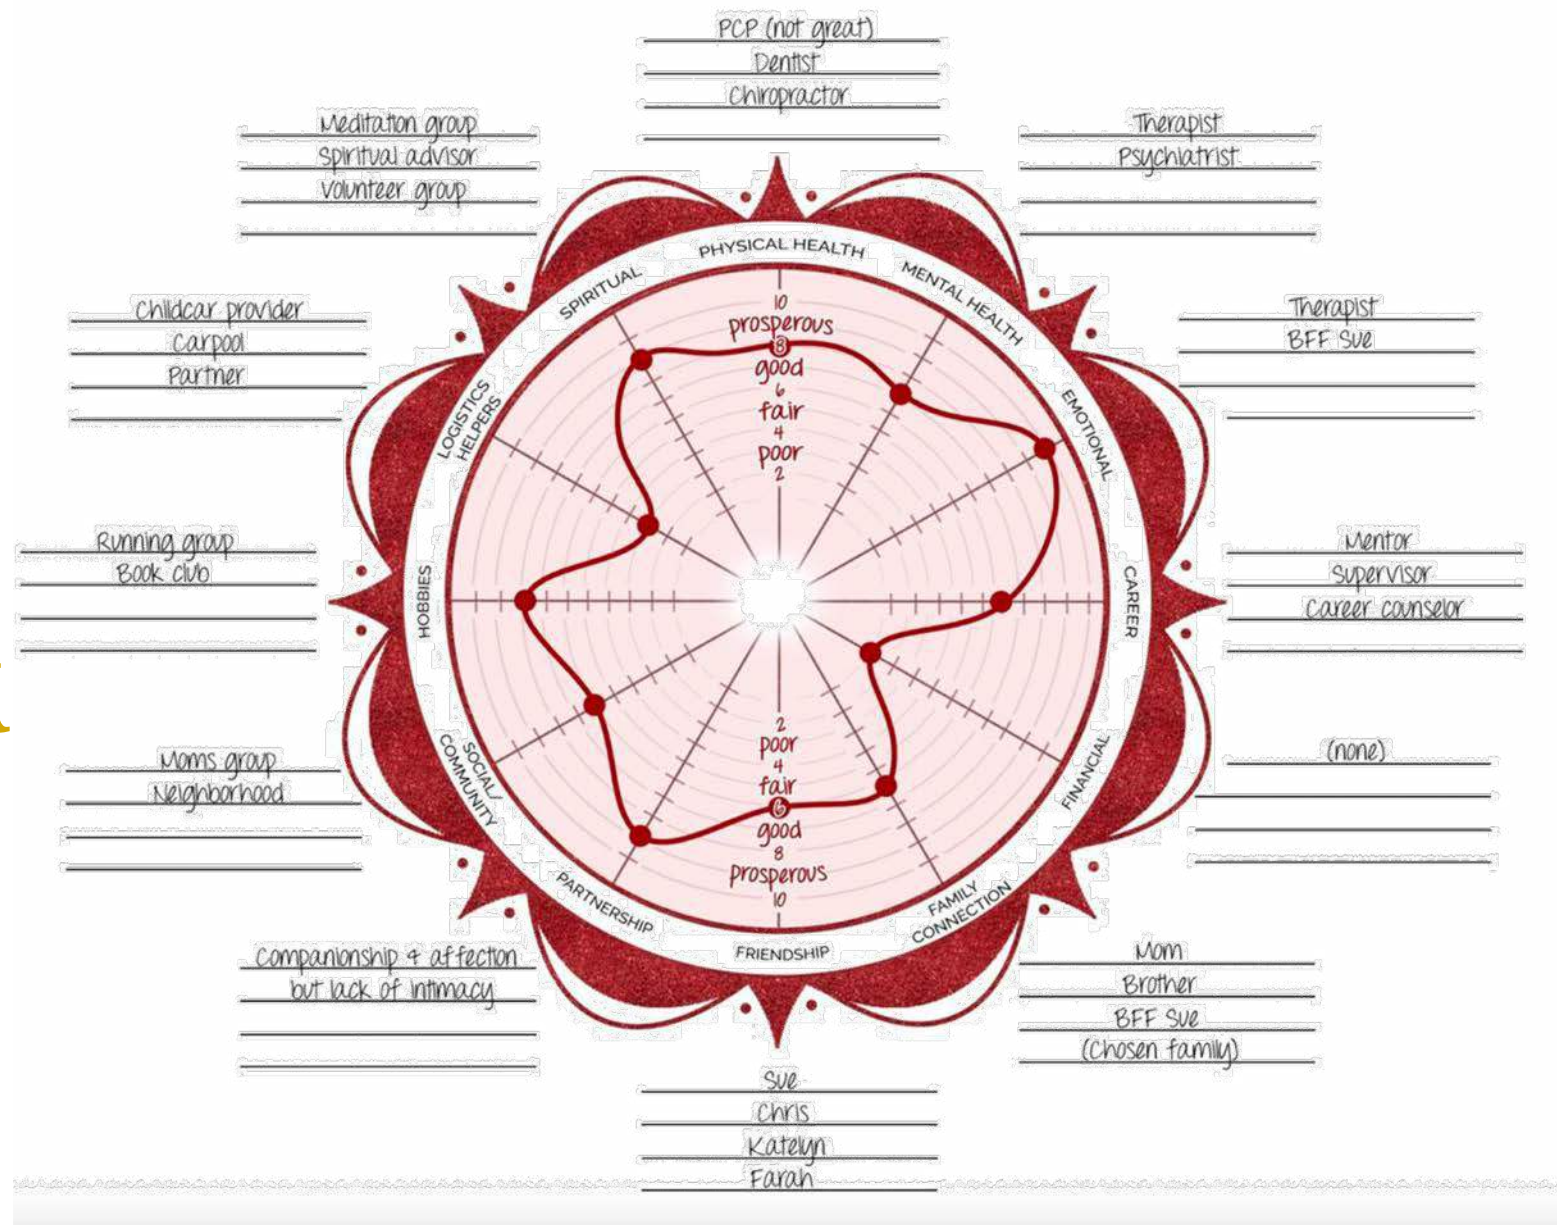 PCP (not great)
Dentist
Chiropractor
Meditation group
Spiritual advisor
Volunteer group
Therapist
Psychiatrist
Childcar provider
Carpool
Partner
Therapist
BFF Sue
Running group
Book club
Mentor
Supervisor
Career counselor
Moms group
Neighborhood
(none)
Companionship & affection
but lack of intimacy
Mom
Brother
BFF Sue
(Chosen family)
Sue
Chris
Katelyn
Farah
PHYSICAL HEALTH
MENTAL HEALTH
EMOTIONAL
CAREER
FINANCIAL
FAMILY
CONNECTION
FRIENDSHIP
PARTNERSHIP
SOCIAL/
COMMUNITY
HOBBIES
LOGISTICS
HELPERS
SPIRITUAL
10
prosperous
8
good
6
fair
4
poor
2
2
poor
4
fair
6
good
8
prosperous
10